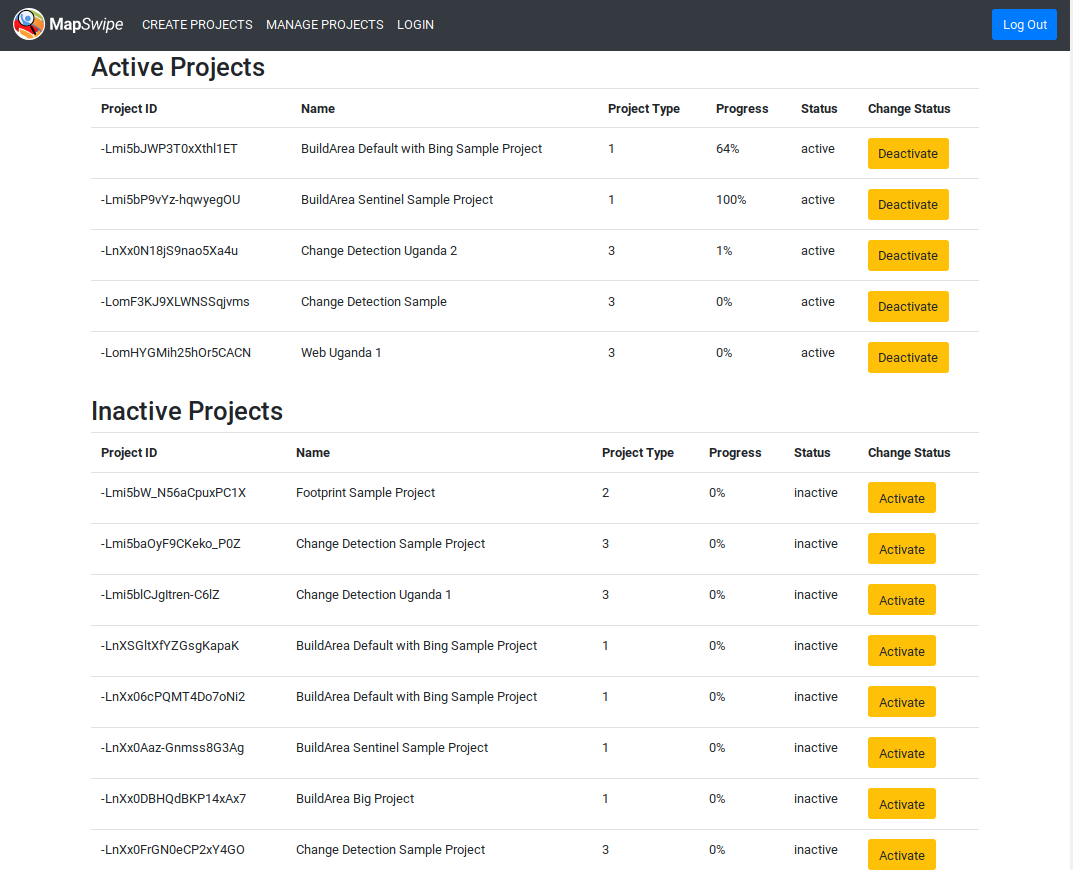 MapSwipe CREATE PROJECTS MANAGE PROJECTS LOGIN Log Out
Active Projects
Project ID Name Project Type Progress Status Change Status
-Lmi5bJWP3T0xXthl1ET BuildArea Default with Bing Sample Project 1 64% active Deactivate
-Lmi5bP9vYz-hqwyegOU BuildArea Sentinel Sample Project 1 100% active Deactivate
-LnXx0N18jS9nao5Xa4u Change Detection Uganda 2 3 1% active Deactivate
-LomF3KJ9XLWNSSqjvms Change Detection Sample 3 0% active Deactivate
-LomHYGMih25hOr5CACN Web Uganda 1 3 0% active Deactivate
Inactive Projects
Project ID Name Project Type Progress Status Change Status
-Lmi5bW_N56aCpuxPC1X Footprint Sample Project 2 0% inactive Activate
-Lmi5baOyF9CKeko_P0Z Change Detection Sample Project 3 0% inactive Activate
-Lmi5blCJgItren-C6lZ Change Detection Uganda 1 3 0% inactive Activate
-LnXSGltXfYZGsgKapaK BuildArea Default with Bing Sample Project 1 0% inactive Activate
-LnXx06cPQMT4Do7oNi2 BuildArea Default with Bing Sample Project 1 0% inactive Activate
-LnXx0Aaz-Gnmss8G3Ag BuildArea Sentinel Sample Project 1 0% inactive Activate
-LnXx0DBHQdBKP14xAx7 BuildArea Big Project 1 0% inactive Activate
-LnXx0FrGN0eCP2xY4GO Change Detection Sample Project 3 0% inactive Activate